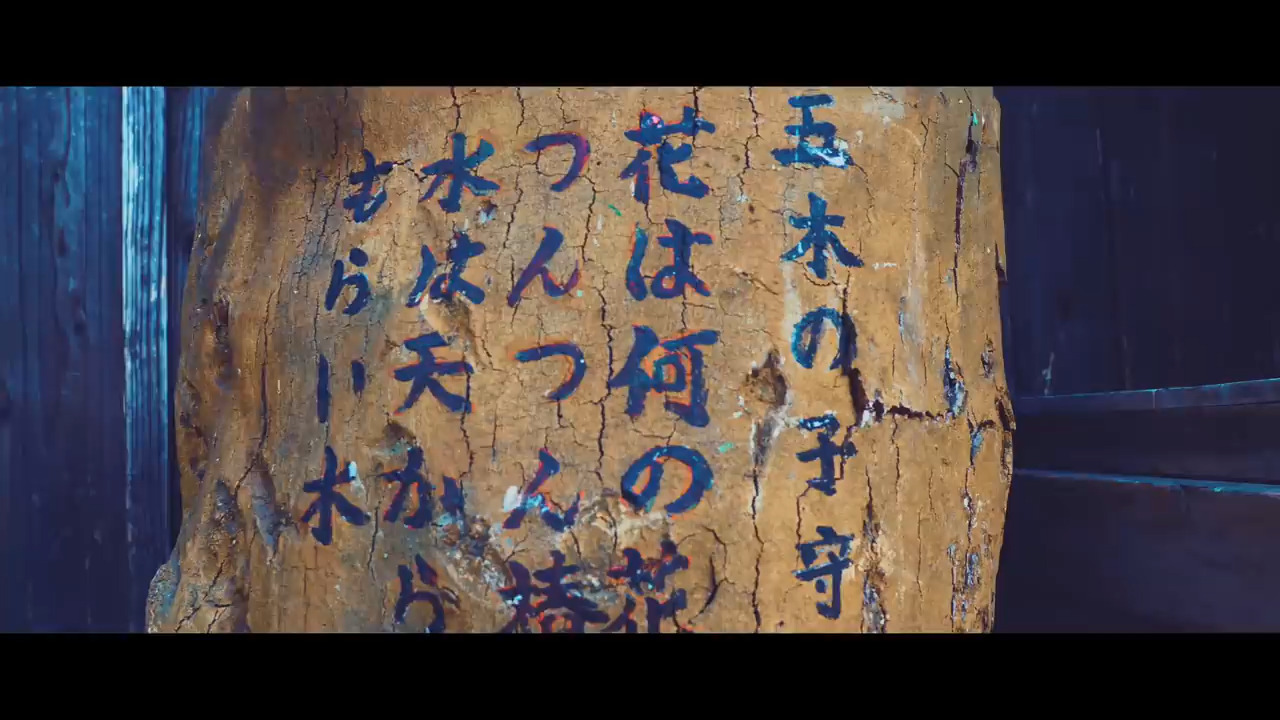 五木の子守
花は何の花
つんつん椿
水は天から
もらい水